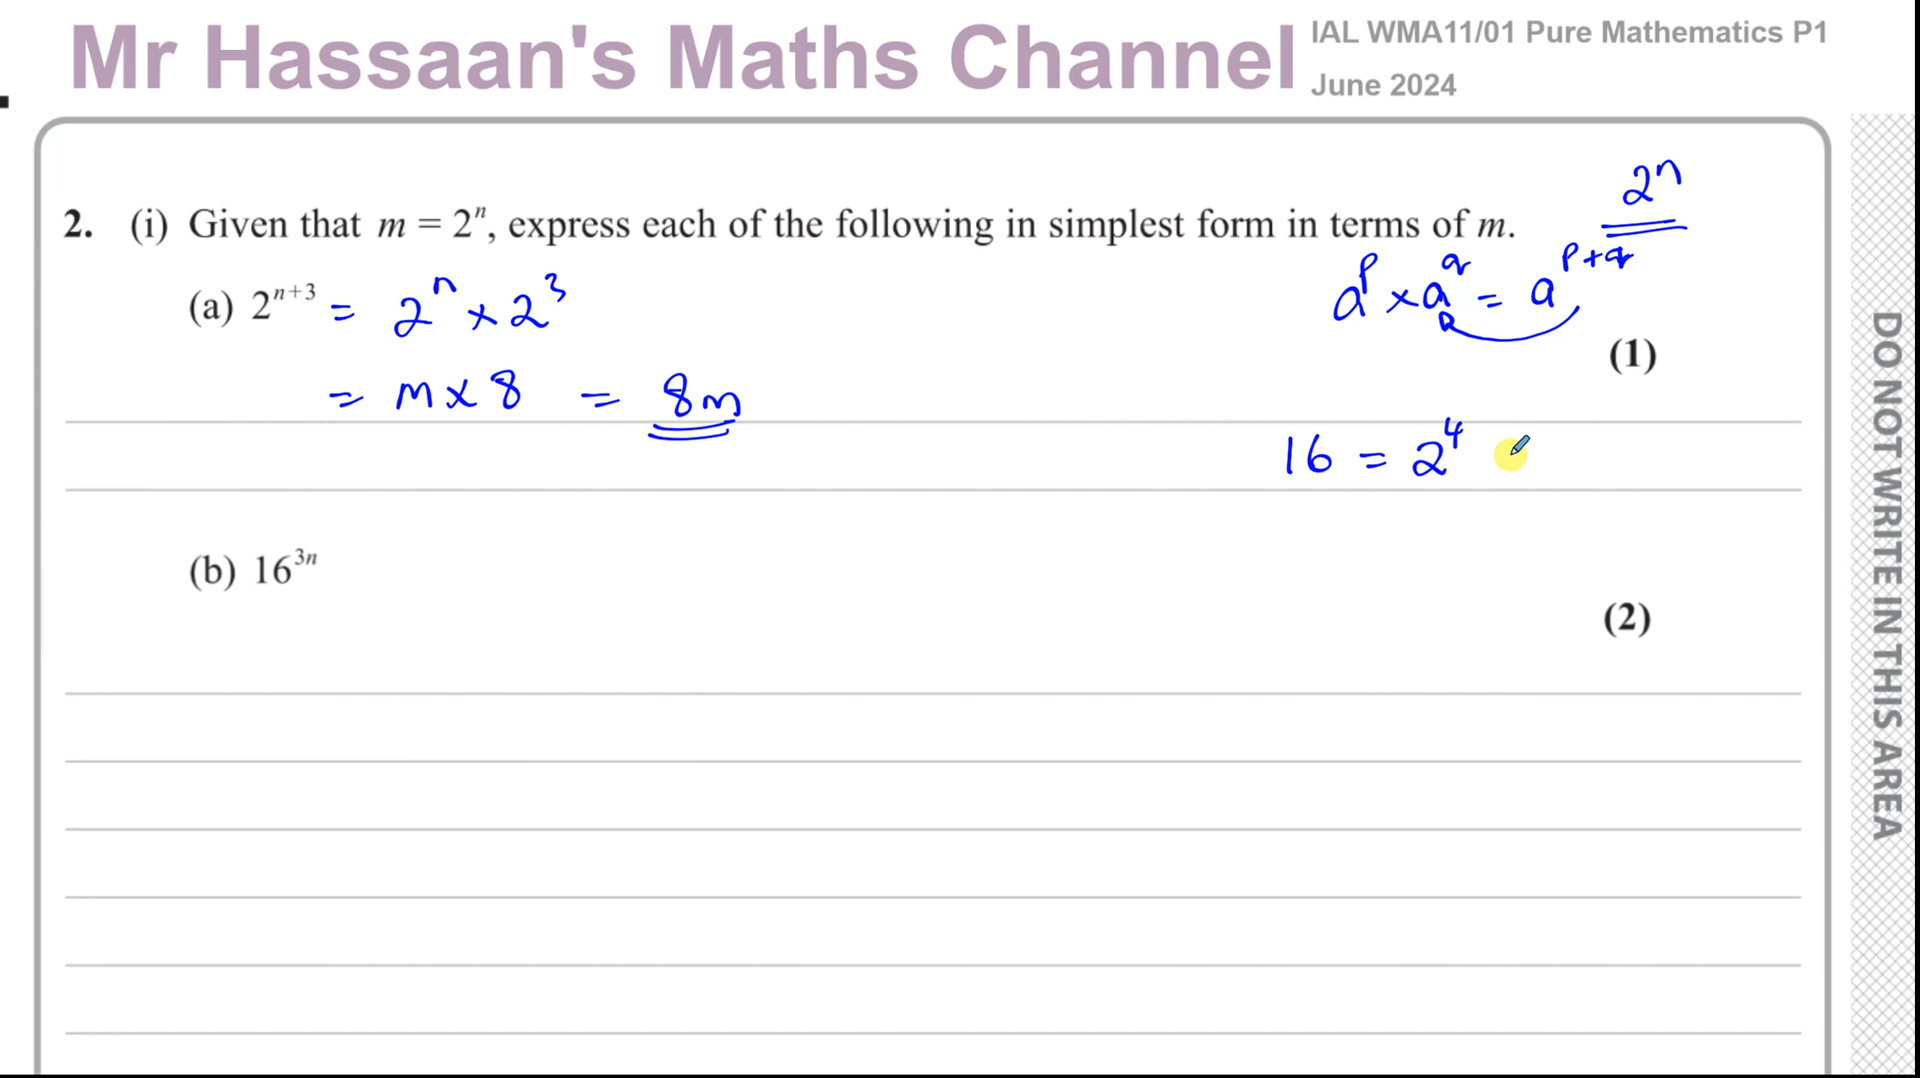 Mr Hassaan's Maths Channel
IAL WMA11/01 Pure Mathematics P1
June 2024
2. (i) Given that m = 2ⁿ, express each of the following in simplest form in terms of m.
2ⁿ
(a) 2ⁿ⁺³ = 2ⁿ × 2³
aᵖ × a^q = a^(p+q)
(1)
= m × 8 = 8m
16 = 2⁴
(b) 16³ⁿ
(2)
DO NOT WRITE IN THIS AREA